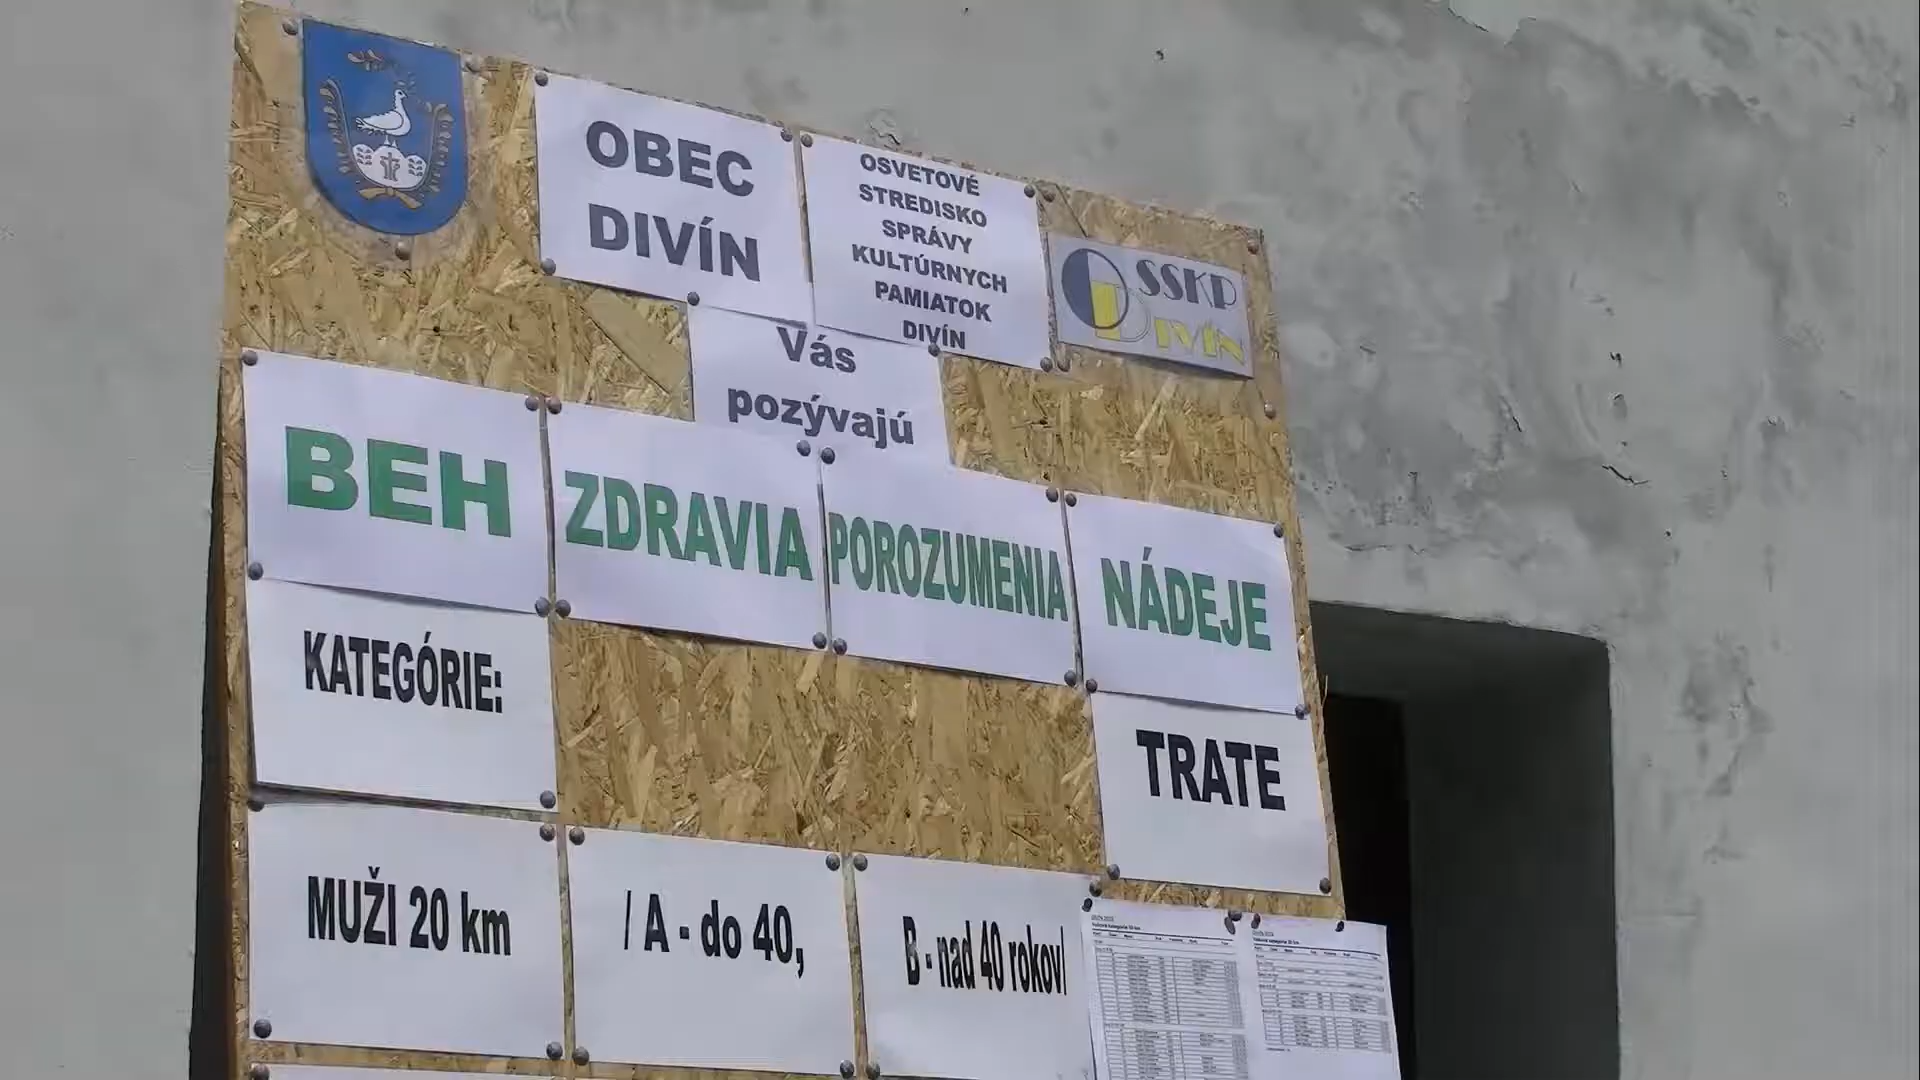 OBEC
DIVÍN
OSVETOVÉ
STREDISKO
SPRÁVY
KULTÚRNYCH
PAMIATOK
DIVÍN
SSKP
DIVÍN
Vás
pozývajú
BEH ZDRAVIA POROZUMENIA NÁDEJE
KATEGÓRIE:
TRATE
MUŽI 20 km / A - do 40, B - nad 40 rokov/